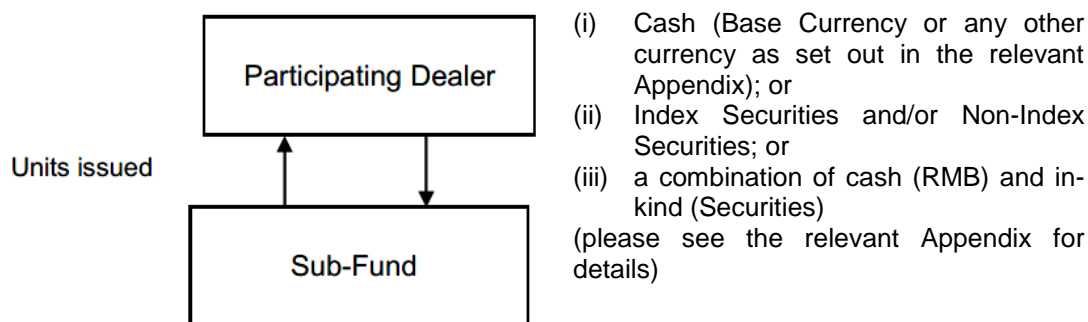 Participating Dealer
Units issued
Sub-Fund
(i) Cash (Base Currency or any other
currency as set out in the relevant
Appendix); or
(ii) Index Securities and/or Non-Index
Securities; or
(iii) a combination of cash (RMB) and in-
kind (Securities)
(please see the relevant Appendix for
details)